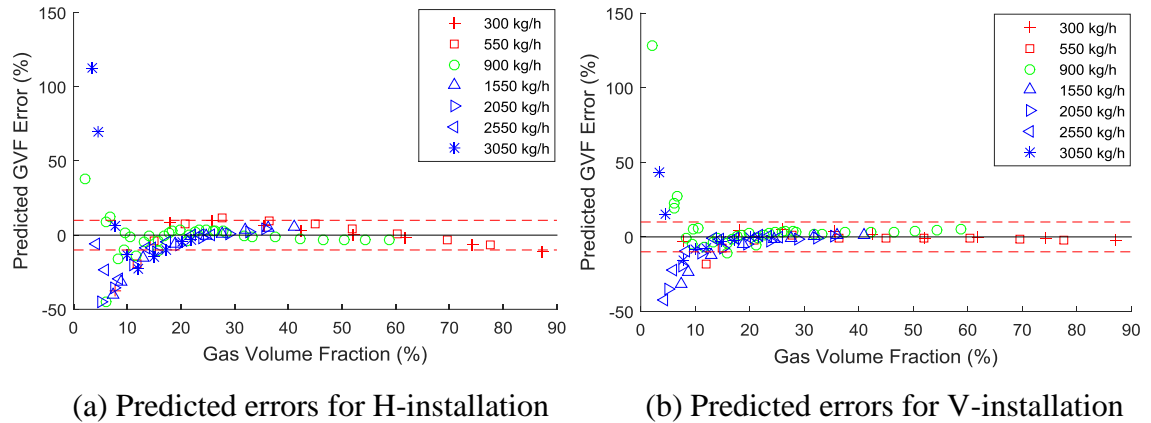 150
100
50
0
-50
Predicted GVF Error (%)
0 10 20 30 40 50 60 70 80 90
Gas Volume Fraction (%)
300 kg/h
550 kg/h
900 kg/h
1550 kg/h
2050 kg/h
2550 kg/h
3050 kg/h
(a) Predicted errors for H-installation
150
100
50
0
-50
Predicted GVF Error (%)
0 10 20 30 40 50 60 70 80 90
Gas Volume Fraction (%)
300 kg/h
550 kg/h
900 kg/h
1550 kg/h
2050 kg/h
2550 kg/h
3050 kg/h
(b) Predicted errors for V-installation